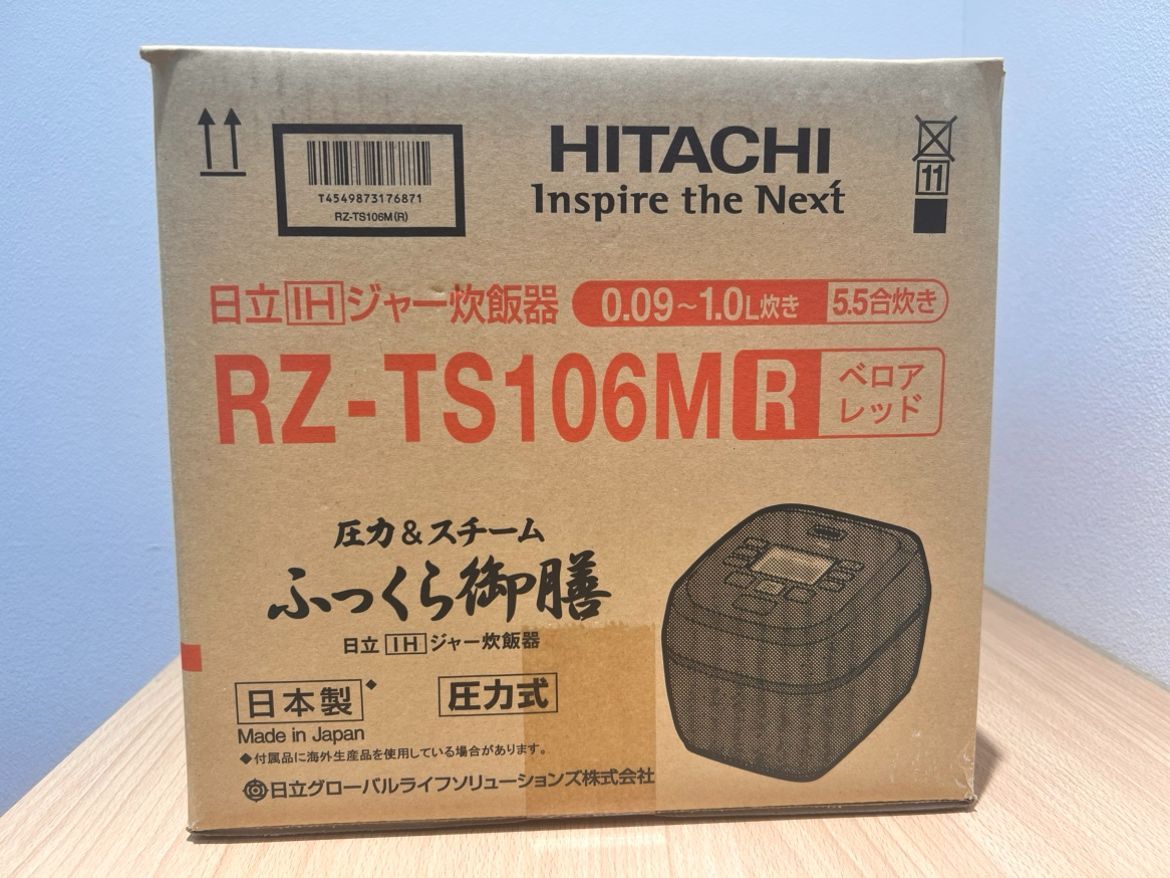 T4549873176871
RZ-TS106M(R)
HITACHI
Inspire the Next
11
日立IHジャー炊飯器 0.09~1.0L炊き 5.5合炊き
RZ-TS106M R ベロア
レッド
圧力&スチーム
ふっくら御膳
日立IHジャー炊飯器
日本製◆ 圧力式
Made in Japan
◆付属品に海外生産品を使用している場合があります。
日立グローバルライフソリューションズ株式会社